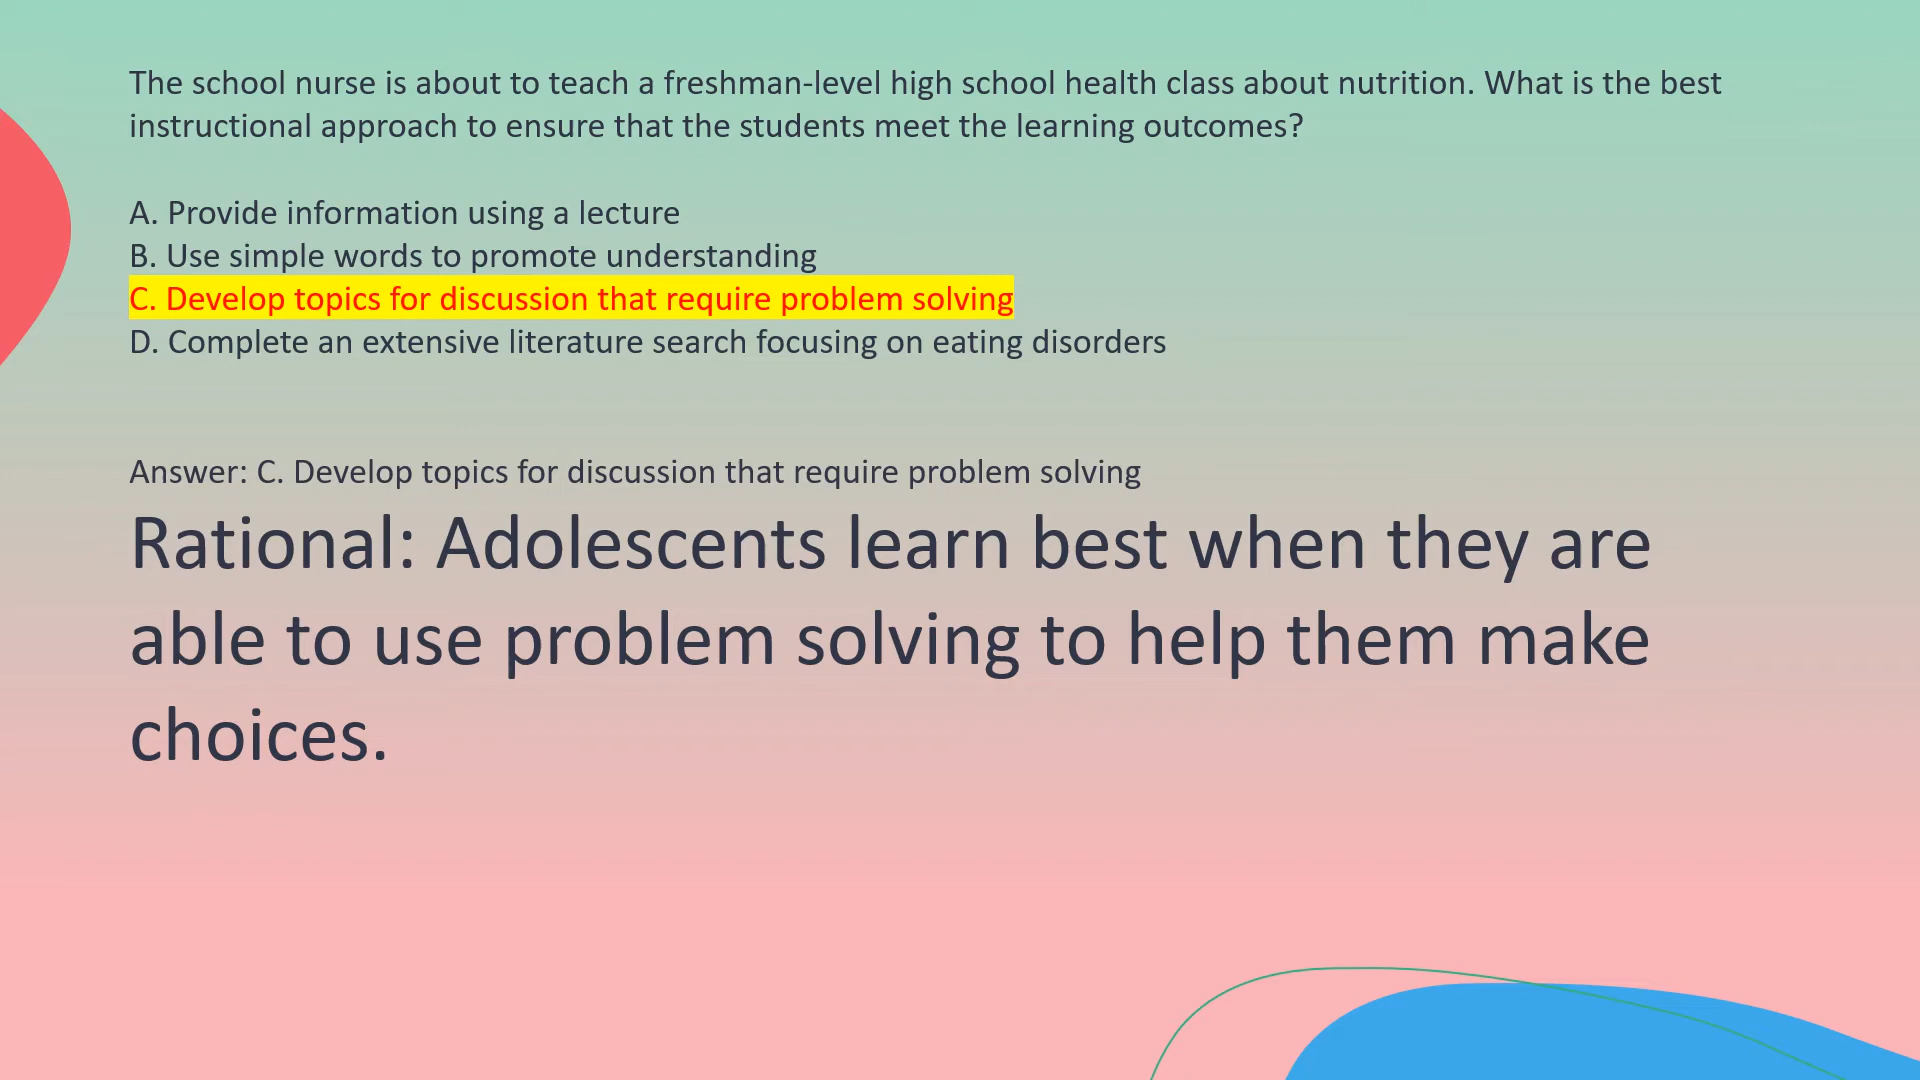 The school nurse is about to teach a freshman-level high school health class about nutrition. What is the best
instructional approach to ensure that the students meet the learning outcomes?
A. Provide information using a lecture
B. Use simple words to promote understanding
C. Develop topics for discussion that require problem solving
D. Complete an extensive literature search focusing on eating disorders
Answer: C. Develop topics for discussion that require problem solving
Rational: Adolescents learn best when they are
able to use problem solving to help them make
choices.